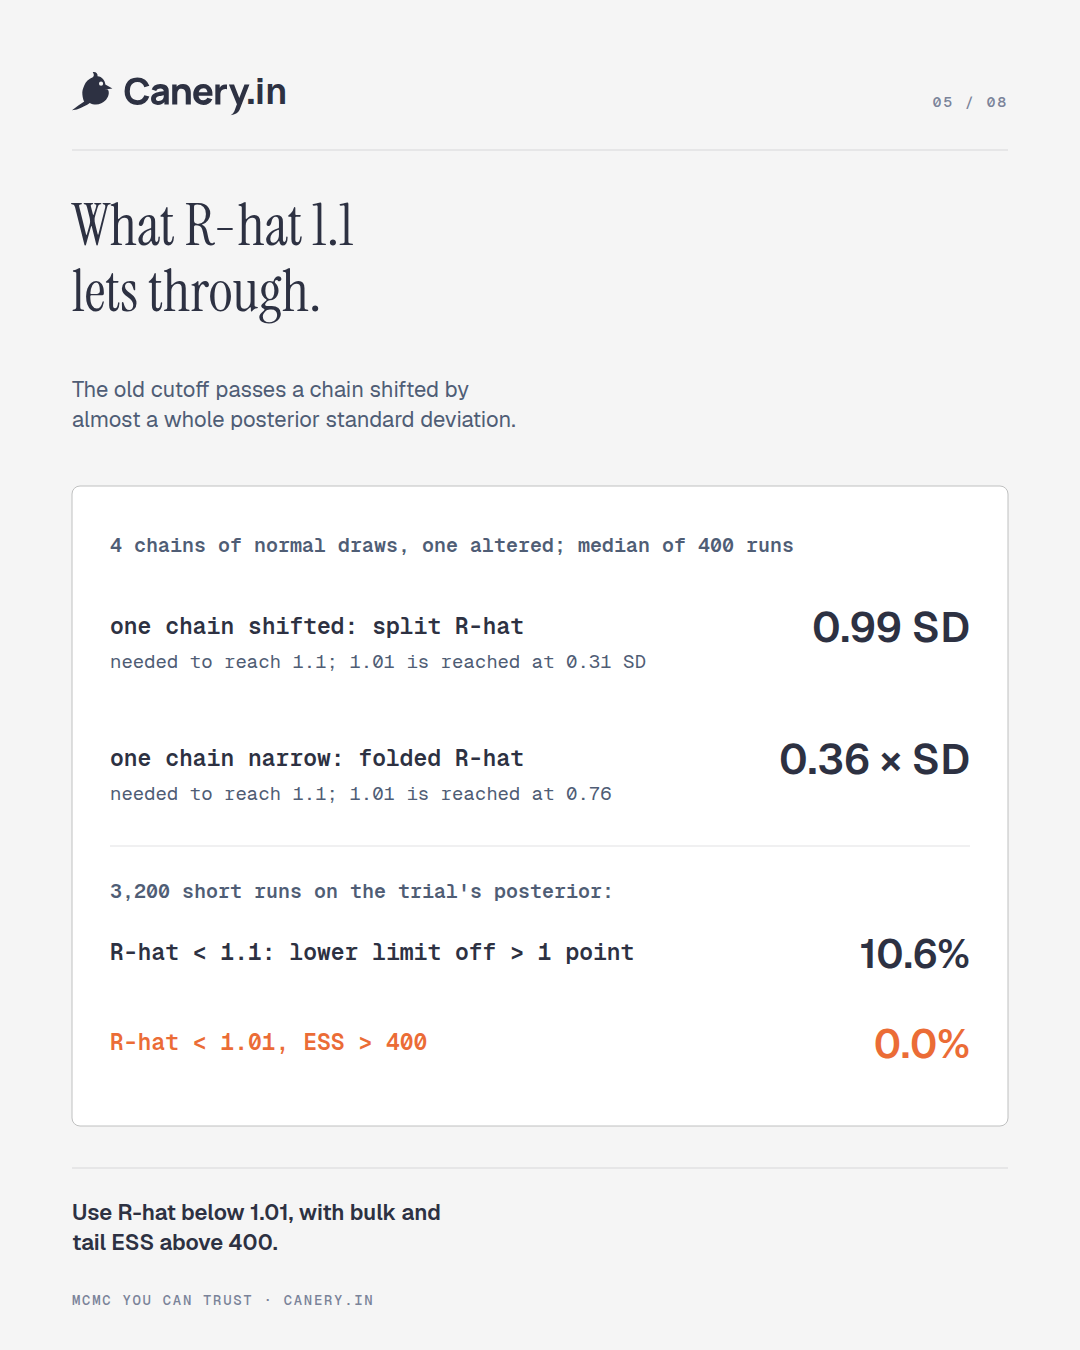 Canery.in
05 / 08
What R-hat 1.1
lets through.
The old cutoff passes a chain shifted by
almost a whole posterior standard deviation.
4 chains of normal draws, one altered; median of 400 runs
one chain shifted: split R-hat
0.99 SD
needed to reach 1.1; 1.01 is reached at 0.31 SD
one chain narrow: folded R-hat
0.36 × SD
needed to reach 1.1; 1.01 is reached at 0.76
3,200 short runs on the trial's posterior:
R-hat < 1.1: lower limit off > 1 point
10.6%
R-hat < 1.01, ESS > 400
0.0%
Use R-hat below 1.01, with bulk and
tail ESS above 400.
MCMC YOU CAN TRUST · CANERY.IN